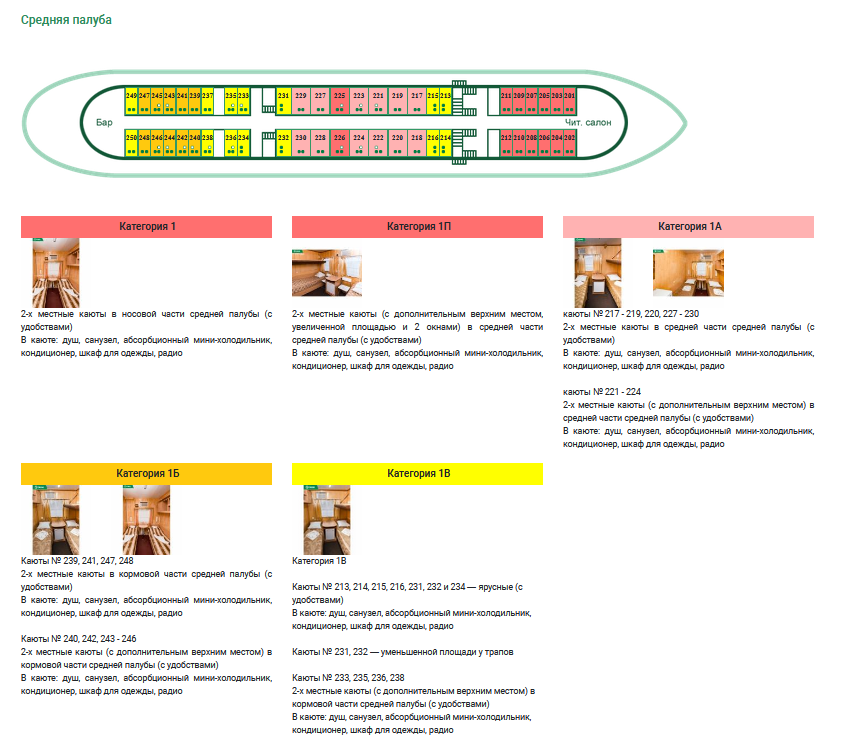 Средняя палуба
249 247 245 243 241 239 237 235 233 231 229 227 225 223 221 219 217 215 213 211 209 207 205 203 201
Бар
Чит. салон
250 248 246 244 242 240 238 236 234 232 230 228 226 224 222 220 218 216 214 212 210 208 206 204 202
Категория 1
2-х местные каюты в носовой части средней палубы (с
удобствами)
В каюте: душ, санузел, абсорбционный мини-холодильник,
кондиционер, шкаф для одежды, радио
Категория 1П
2-х местные каюты (с дополнительным верхним местом,
увеличенной площадью и 2 окнами) в средней части
средней палубы (с удобствами)
В каюте: душ, санузел, абсорбционный мини-холодильник,
кондиционер, шкаф для одежды, радио
Категория 1А
каюты № 217 - 219, 220, 227 - 230
2-х местные каюты в средней части средней палубы (с
удобствами)
В каюте: душ, санузел, абсорбционный мини-холодильник,
кондиционер, шкаф для одежды, радио
каюты № 221 - 224
2-х местные каюты (с дополнительным верхним местом) в
средней части средней палубы (с удобствами)
В каюте: душ, санузел, абсорбционный мини-холодильник,
кондиционер, шкаф для одежды, радио
Категория 1Б
Каюты № 239, 241, 247, 248
2-х местные каюты в кормовой части средней палубы (с
удобствами)
В каюте: душ, санузел, абсорбционный мини-холодильник,
кондиционер, шкаф для одежды, радио
Каюты № 240, 242, 243 - 246
2-х местные каюты (с дополнительным верхним местом) в
кормовой части средней палубы (с удобствами)
В каюте: душ, санузел, абсорбционный мини-холодильник,
кондиционер, шкаф для одежды, радио
Категория 1В
Категория 1В
Каюты № 213, 214, 215, 216, 231, 232 и 234 — ярусные (с
удобствами)
В каюте: душ, санузел, абсорбционный мини-холодильник,
кондиционер, шкаф для одежды, радио
Каюты № 231, 232 — уменьшенной площади у трапов
Каюты № 233, 235, 236, 238
2-х местные каюты (с дополнительным верхним местом) в
кормовой части средней палубы (с удобствами)
В каюте: душ, санузел, абсорбционный мини-холодильник,
кондиционер, шкаф для одежды, радио